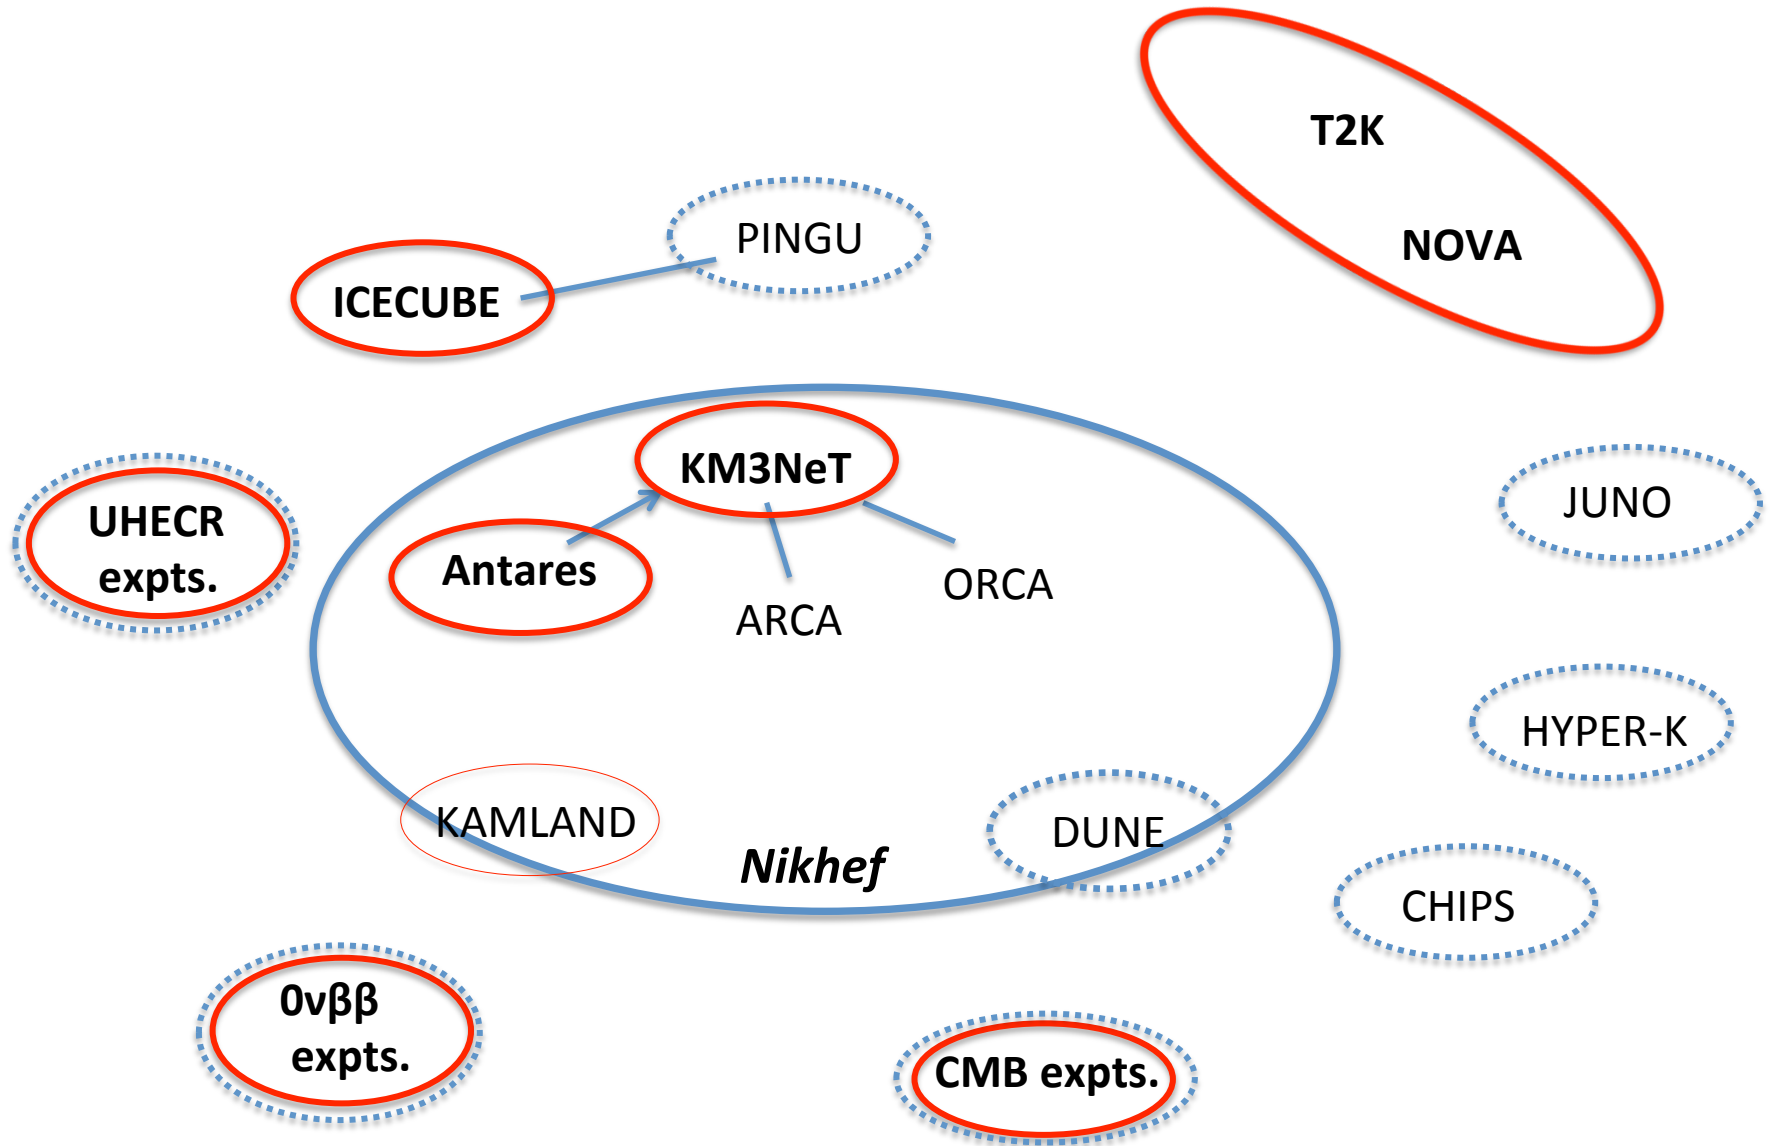 T2K
NOVA
PINGU
ICECUBE
KM3NeT
UHECR
expts.
Antares
ARCA
ORCA
JUNO
HYPER-K
KAMLAND
Nikhef
DUNE
CHIPS
0νββ
expts.
CMB expts.